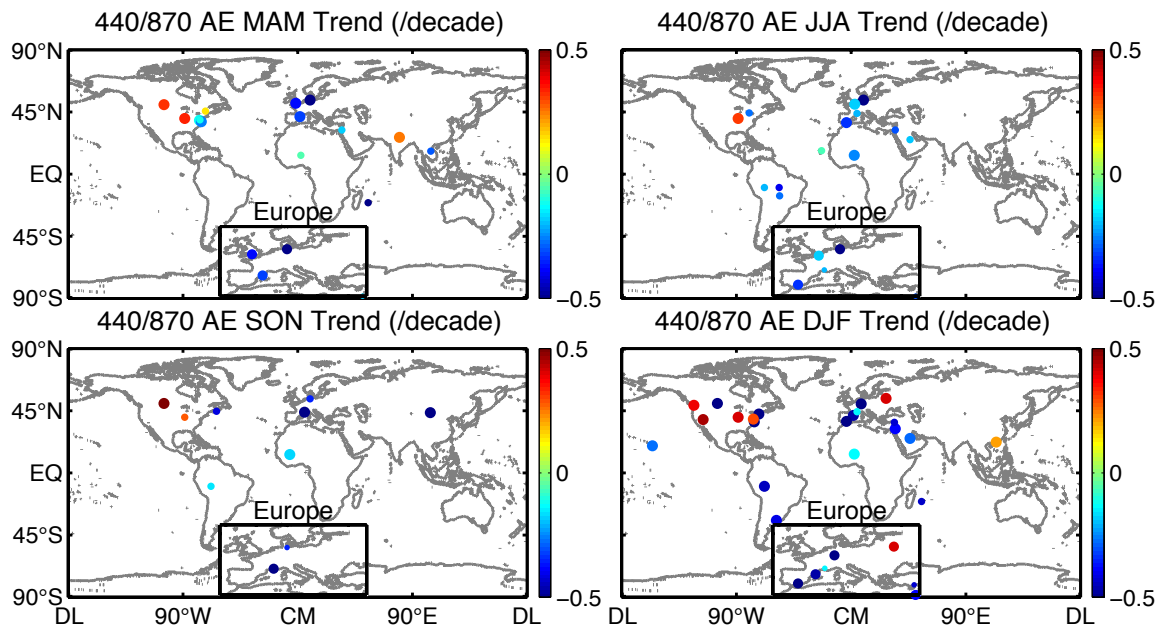 440/870 AE MAM Trend (/decade)
440/870 AE JJA Trend (/decade)
90°N
45°N
EQ
45°S
90°S
Europe
0.5
0
−0.5
Europe
0.5
0
−0.5
440/870 AE SON Trend (/decade)
440/870 AE DJF Trend (/decade)
90°N
45°N
EQ
45°S
90°S
Europe
0.5
0
−0.5
Europe
0.5
0
−0.5
DL 90°W CM 90°E DL
DL 90°W CM 90°E DL